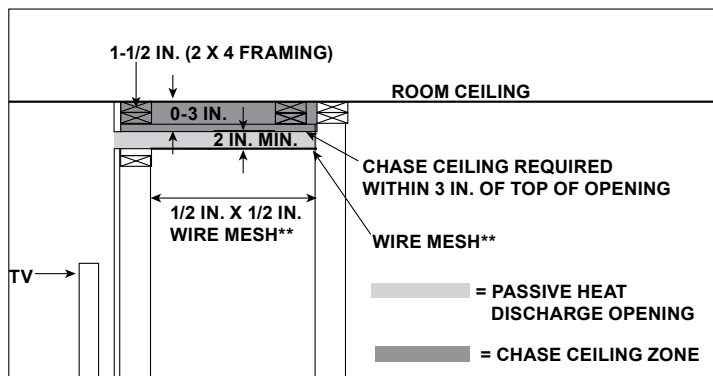 1-1/2 IN. (2 X 4 FRAMING)
ROOM CEILING
0-3 IN.
2 IN. MIN.
CHASE CEILING REQUIRED
WITHIN 3 IN. OF TOP OF OPENING
1/2 IN. X 1/2 IN.
WIRE MESH**
WIRE MESH**
TV
= PASSIVE HEAT
DISCHARGE OPENING
= CHASE CEILING ZONE